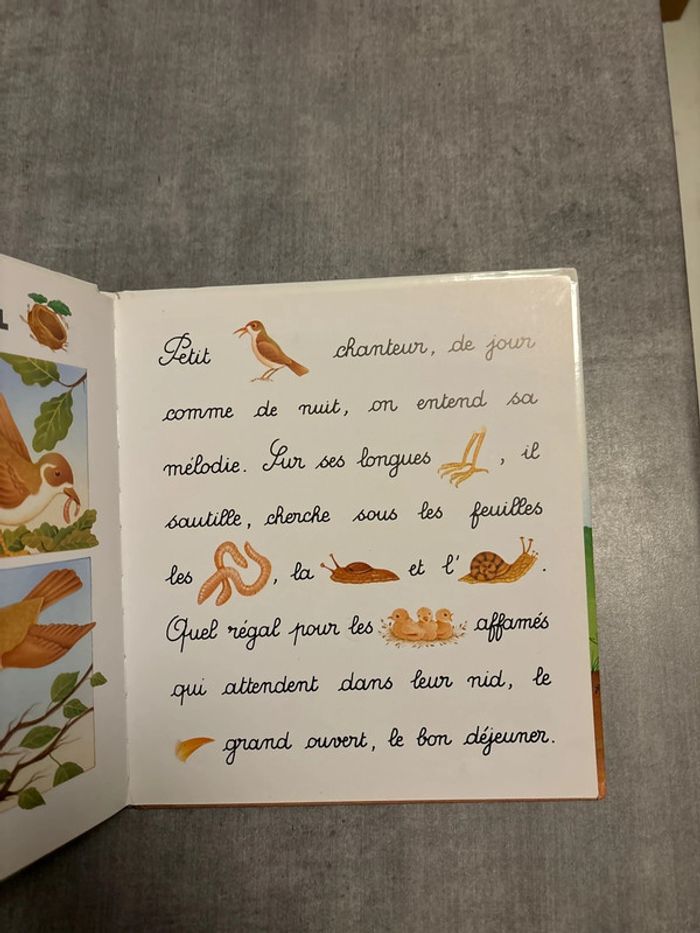 L
Petit chanteur, de jour
comme de nuit, on entend sa
mélodie. Sur ses longues , il
sautille, cherche sous les feuilles
les , la et l' .
Quel régal pour les affamés
qui attendent dans leur nid, le
grand ouvert, le bon déjeuner.